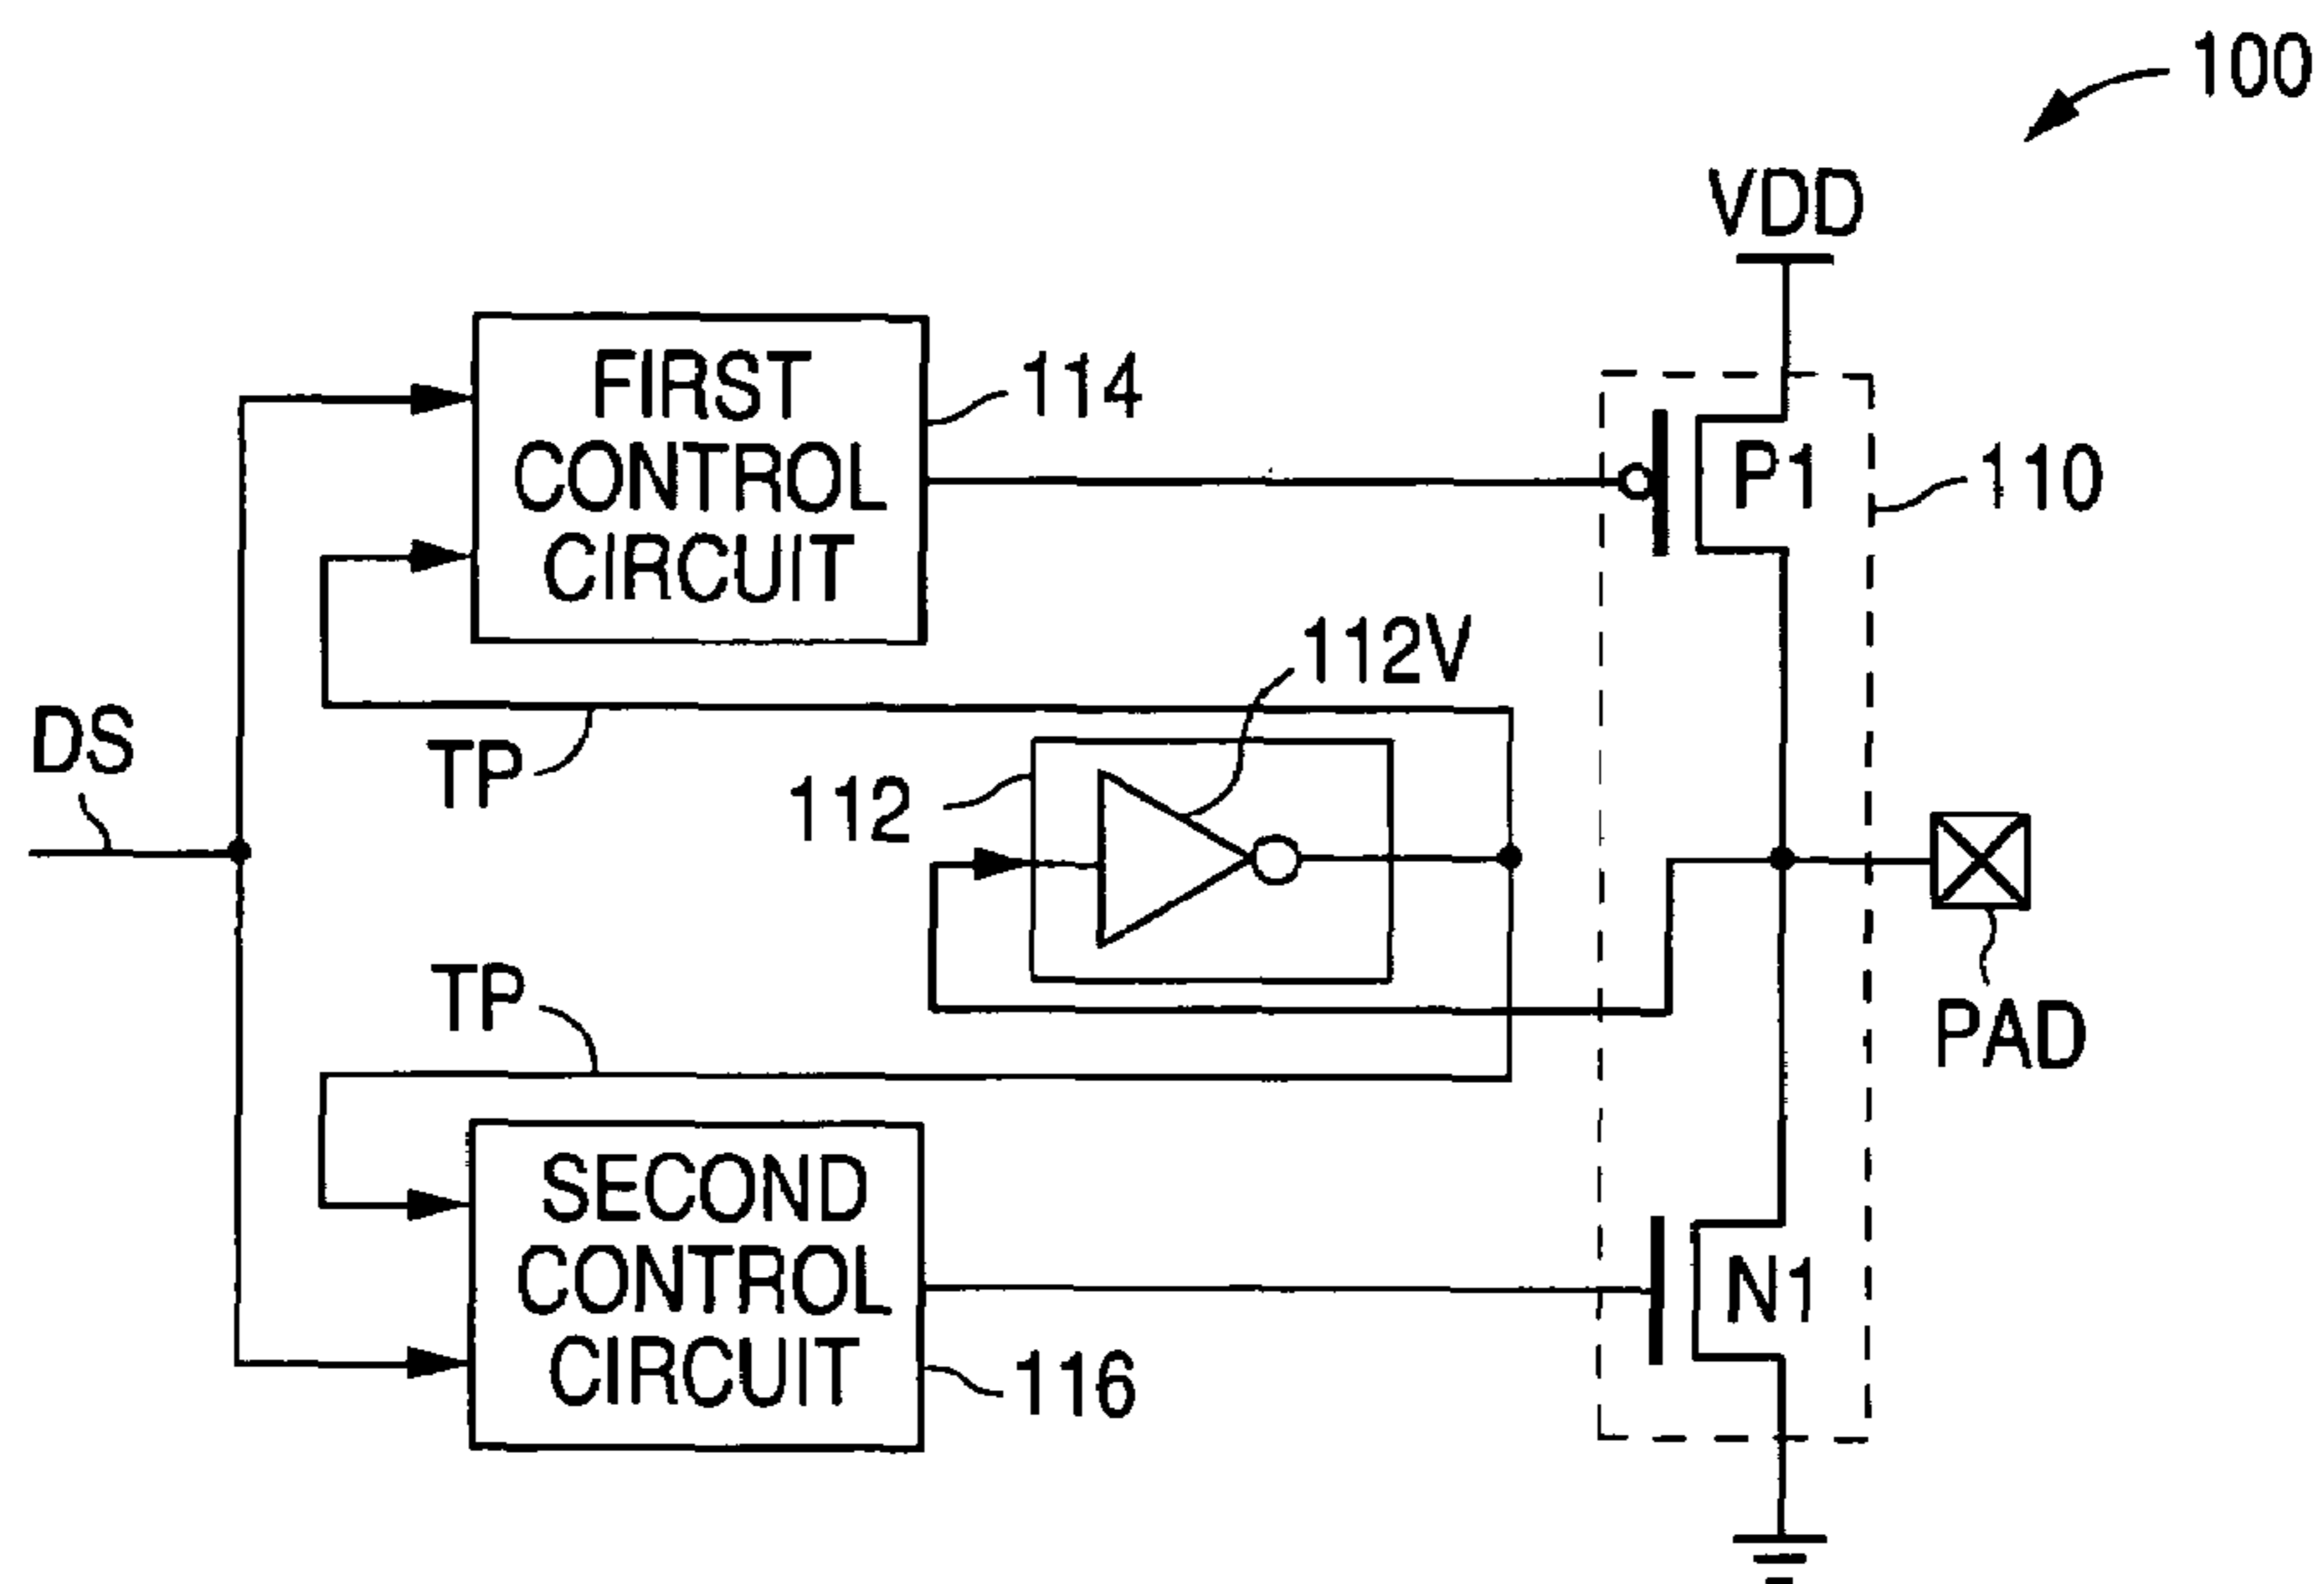 100
VDD
FIRST
CONTROL
CIRCUIT
114
P1
110
112V
DS
TP
112
TP
PAD
SECOND
CONTROL
CIRCUIT
N1
116